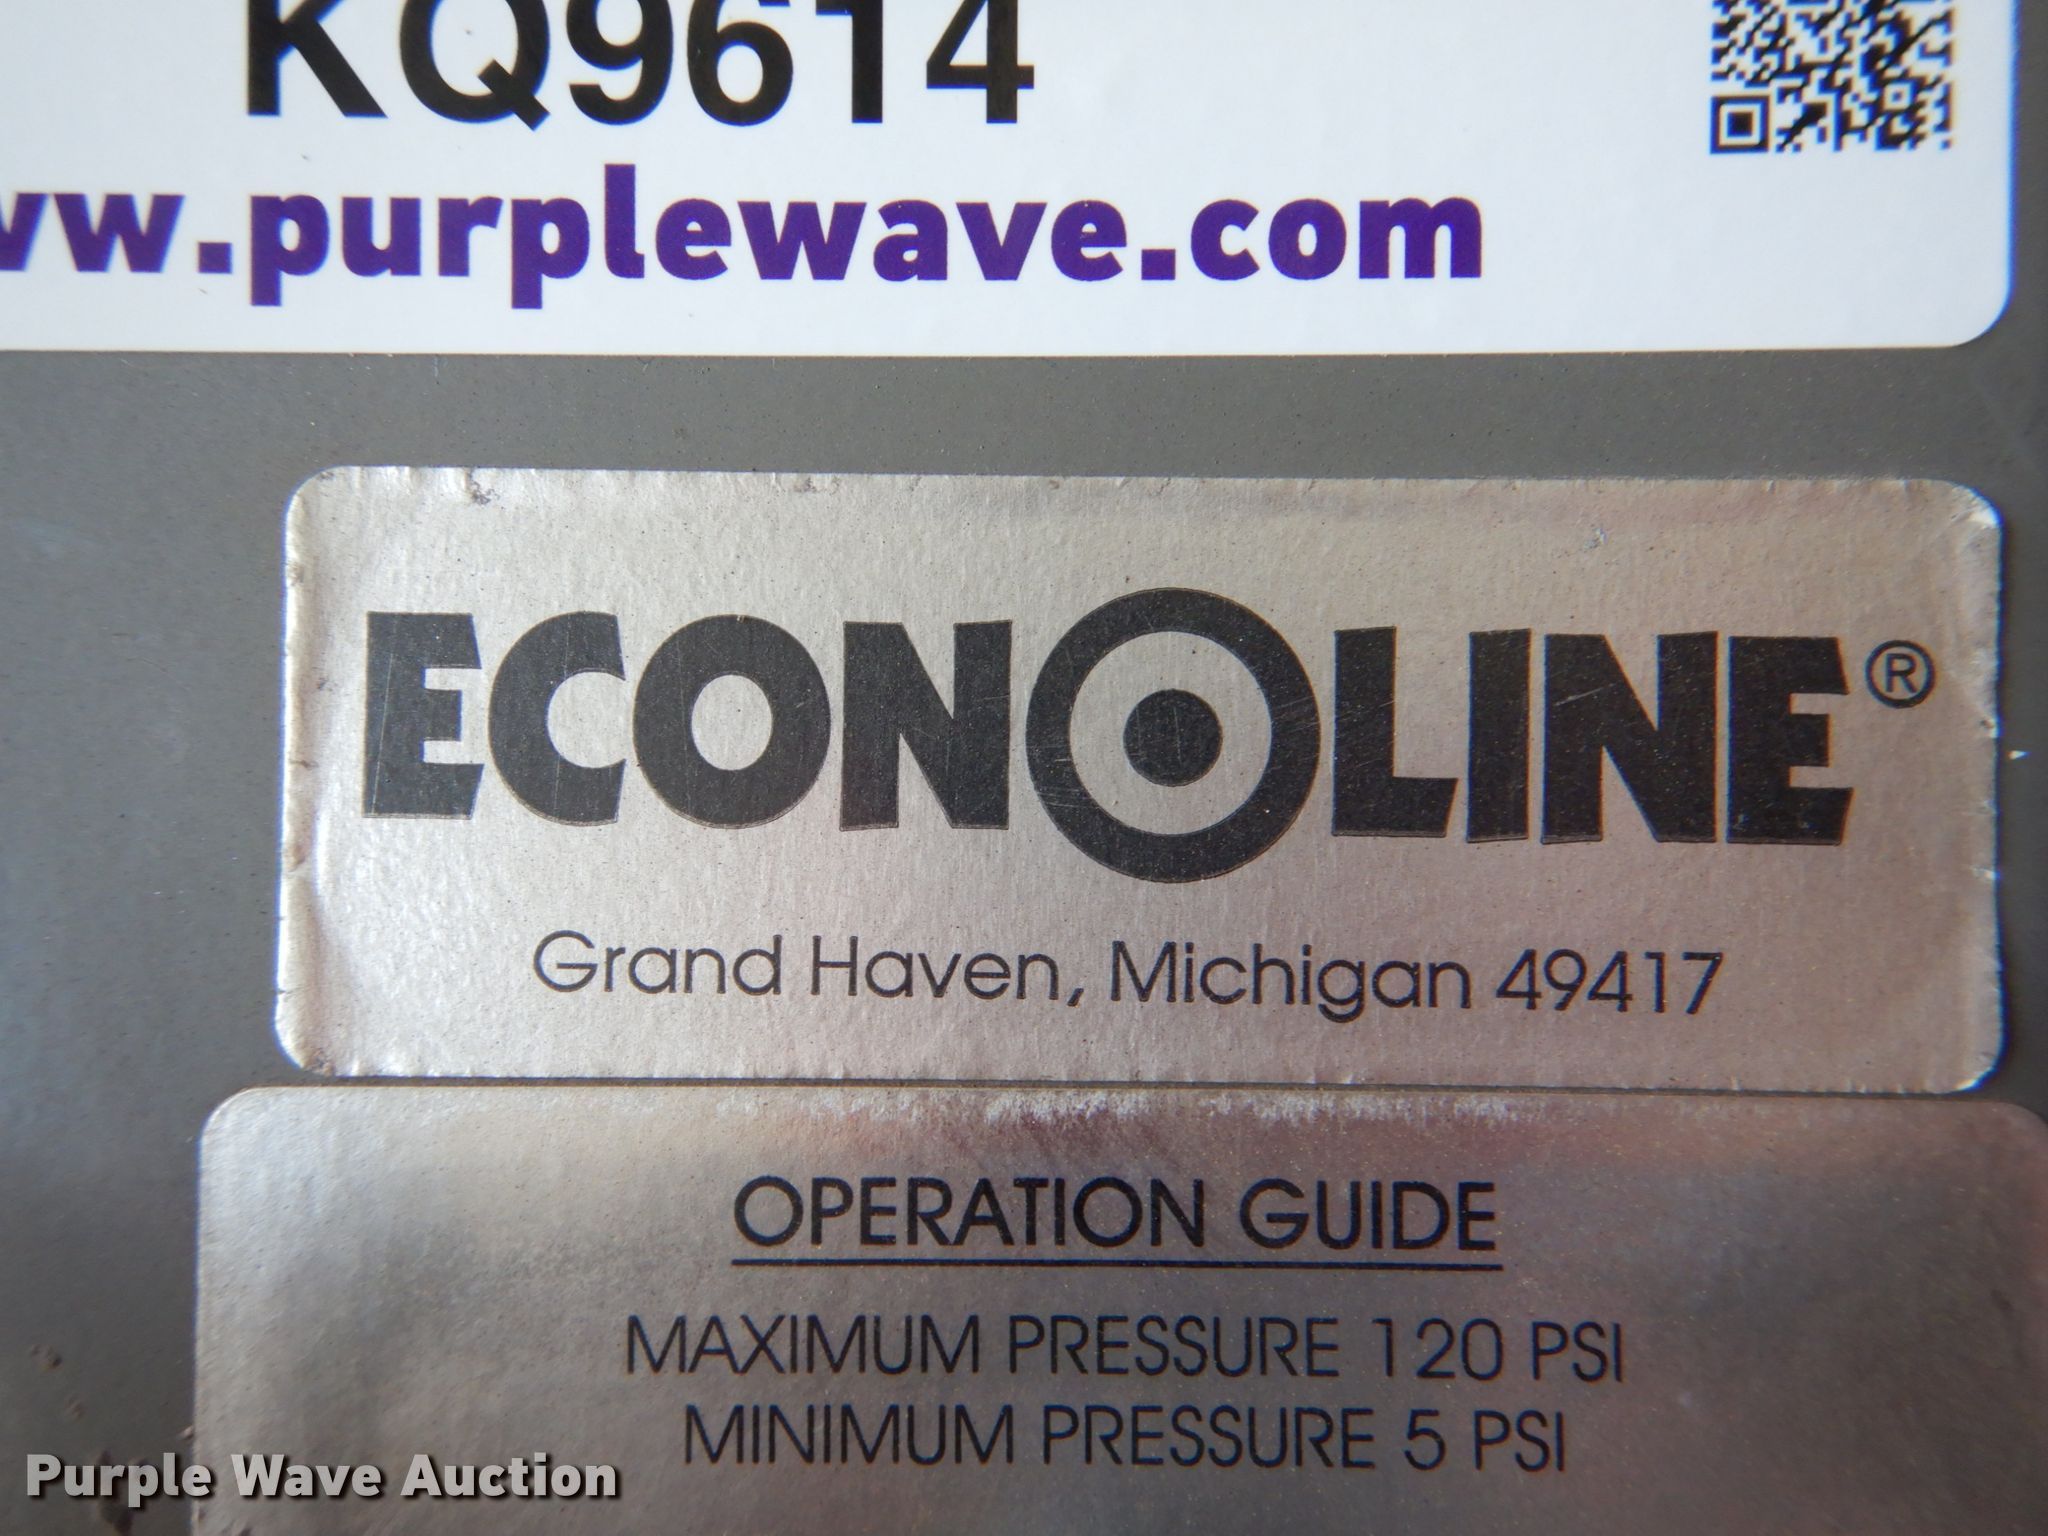 KQ9614
www.purplewave.com
ECONOLINE®
Grand Haven, Michigan 49417
OPERATION GUIDE
MAXIMUM PRESSURE 120 PSI
MINIMUM PRESSURE 5 PSI
Purple Wave Auction